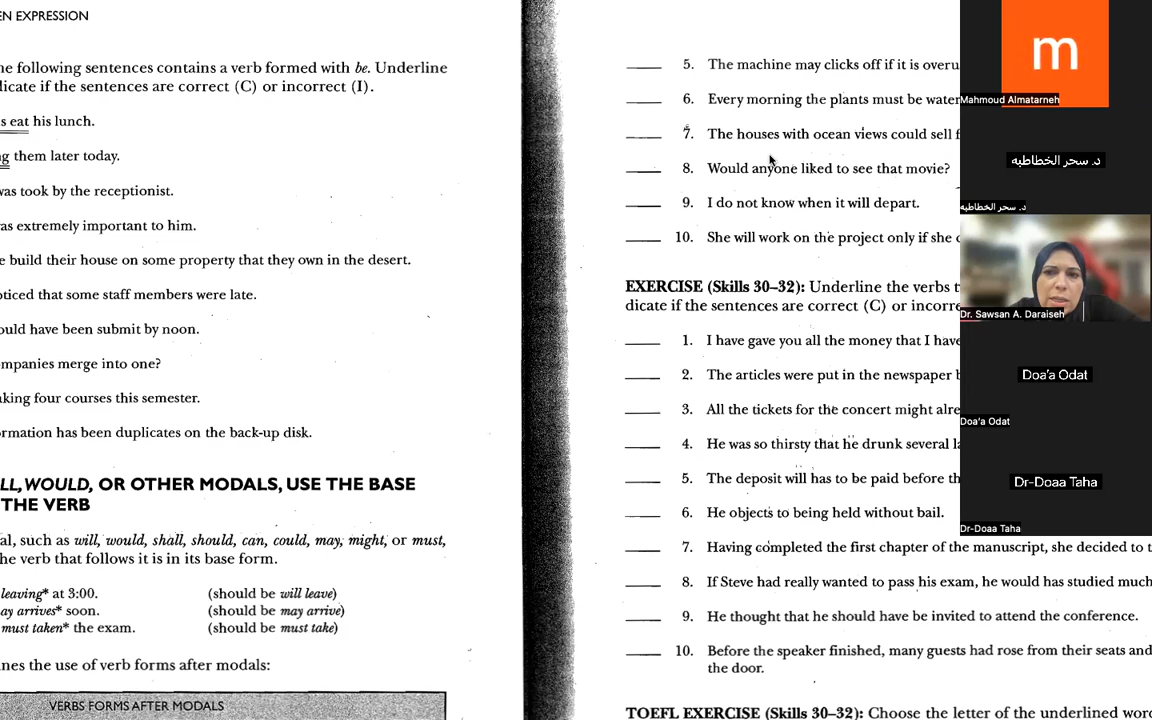 EN EXPRESSION
ne following sentences contains a verb formed with be. Underline
dicate if the sentences are correct (C) or incorrect (I).
s eat his lunch.
g them later today.
was took by the receptionist.
as extremely important to him.
e build their house on some property that they own in the desert.
oticed that some staff members were late.
ould have been submit by noon.
ompanies merge into one?
aking four courses this semester.
ormation has been duplicates on the back-up disk.
LL, WOULD, OR OTHER MODALS, USE THE BASE
THE VERB
al, such as will, would, shall, should, can, could, may, might, or must,
he verb that follows it is in its base form.
leaving* at 3:00. (should be will leave)
ay arrives* soon. (should be may arrive)
must taken* the exam. (should be must take)
nes the use of verb forms after modals:
VERBS FORMS AFTER MODALS
5. The machine may clicks off if it is overu
6. Every morning the plants must be water
7. The houses with ocean views could sell f
8. Would anyone liked to see that movie?
9. I do not know when it will depart.
10. She will work on the project only if she
EXERCISE (Skills 30–32): Underline the verbs t
dicate if the sentences are correct (C) or incorre
1. I have gave you all the money that I have
2. The articles were put in the newspaper b
3. All the tickets for the concert might alre
4. He was so thirsty that he drunk several la
5. The deposit will has to be paid before th
6. He objects to being held without bail.
7. Having completed the first chapter of the manuscript, she decided to t
8. If Steve had really wanted to pass his exam, he would has studied much
9. He thought that he should have be invited to attend the conference.
10. Before the speaker finished, many guests had rose from their seats and
the door.
TOEFL EXERCISE (Skills 30–32): Choose the letter of the underlined word
m
Mahmoud Almatarneh
د. سحر الخطاطبه
د. سحر الخطاطبه
Dr. Sawsan A. Daraiseh
Doa'a Odat
Doa'a Odat
Dr-Doaa Taha
Dr-Doaa Taha